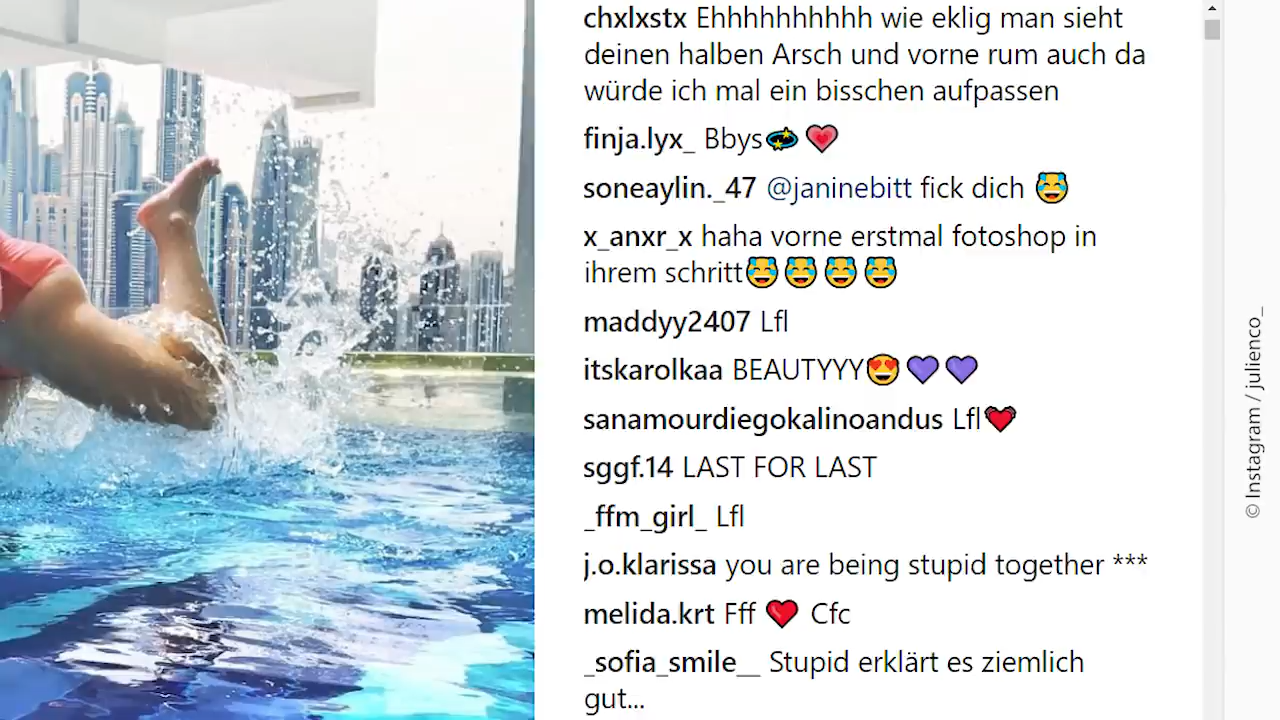 chxlxstx Ehhhhhhhhhh wie eklig man sieht
deinen halben Arsch und vorne rum auch da
würde ich mal ein bisschen aufpassen
finja.lyx_ Bbys💫💗
soneaylin._47 @janinebitt fick dich 😂
x_anxr_x haha vorne erstmal fotoshop in
ihrem schritt😂😂😂😂
maddyy2407 Lfl
itskarolkaa BEAUTYYY😍💜💜
sanamourdiegokalinoandus Lfl💓
sggf.14 LAST FOR LAST
_ffm_girl_ Lfl
j.o.klarissa you are being stupid together ***
melida.krt Fff ❤️ Cfc
_sofia_smile__ Stupid erklärt es ziemlich
gut...
© Instagram / julienco_